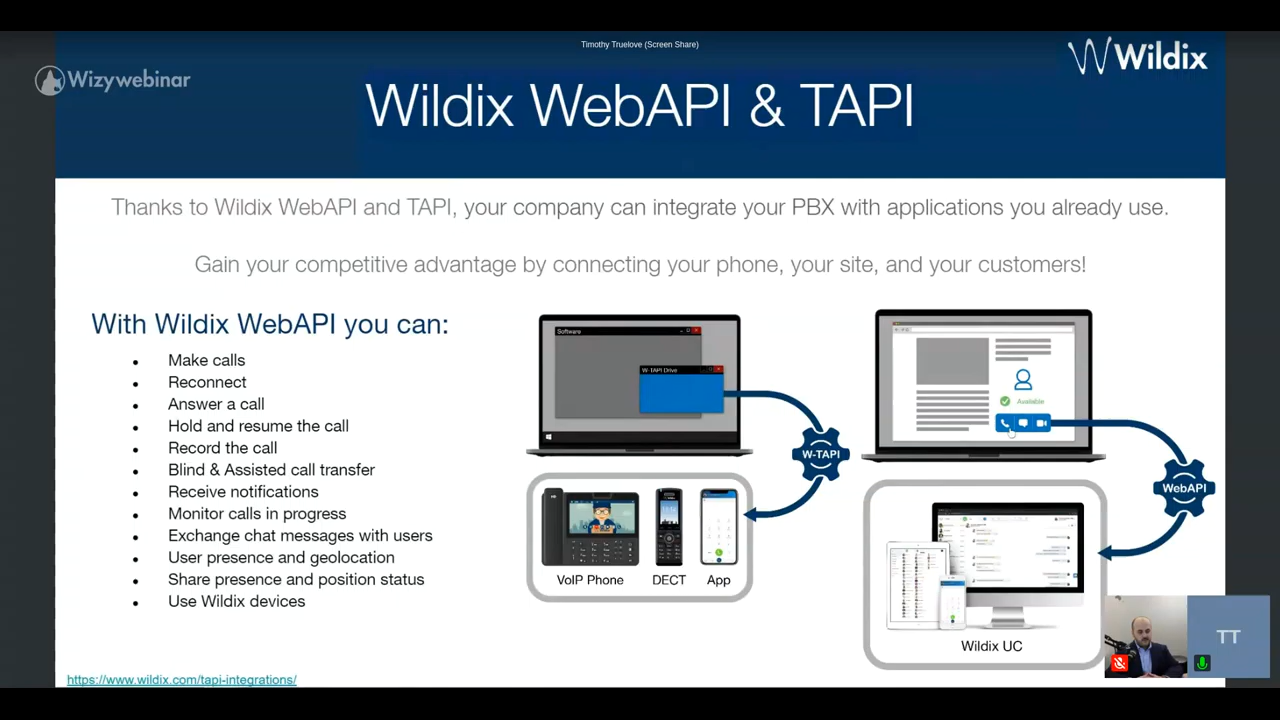 Timothy Truelove (Screen Share)
Wizywebinar
Wildix
Wildix WebAPI & TAPI
Thanks to Wildix WebAPI and TAPI, your company can integrate your PBX with applications you already use.
Gain your competitive advantage by connecting your phone, your site, and your customers!
With Wildix WebAPI you can:
• Make calls
• Reconnect
• Answer a call
• Hold and resume the call
• Record the call
• Blind & Assisted call transfer
• Receive notifications
• Monitor calls in progress
• Exchange chat messages with users
• User presence and geolocation
• Share presence and position status
• Use Wildix devices
https://www.wildix.com/tapi-integrations/
Software
W-TAPI Drive
W-TAPI
VoIP Phone
DECT
App
Available
WebAPI
Wildix UC
TT